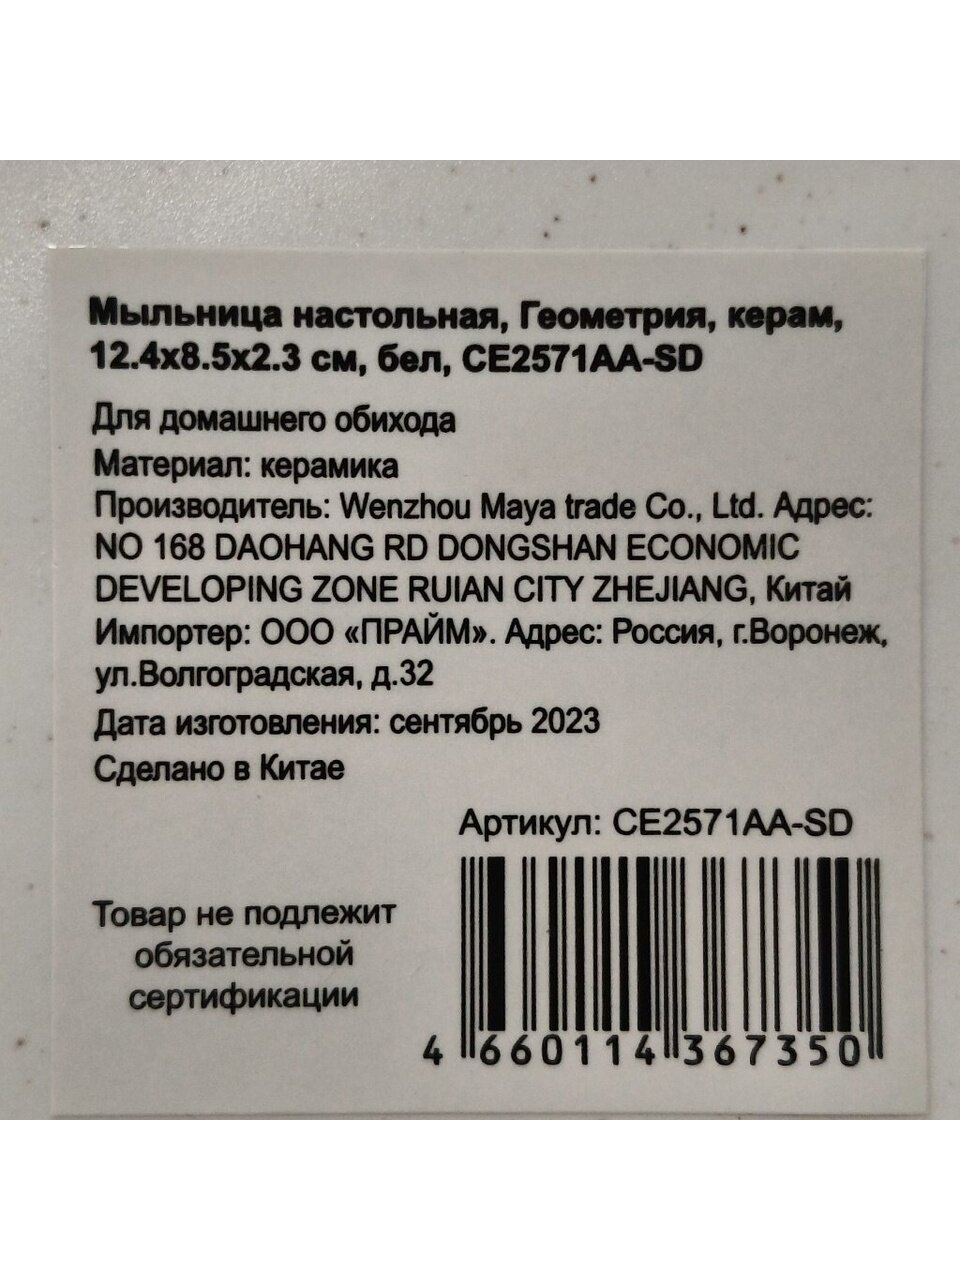 Мыльница настольная, Геометрия, керам,
12.4x8.5x2.3 см, бел, CE2571AA-SD
Для домашнего обихода
Материал: керамика
Производитель: Wenzhou Maya trade Co., Ltd. Адрес:
NO 168 DAOHANG RD DONGSHAN ECONOMIC
DEVELOPING ZONE RUIAN CITY ZHEJIANG, Китай
Импортер: ООО «ПРАЙМ». Адрес: Россия, г.Воронеж,
ул.Волгоградская, д.32
Дата изготовления: сентябрь 2023
Сделано в Китае
Артикул: CE2571AA-SD
Товар не подлежит
обязательной
сертификации
4 660114 367350